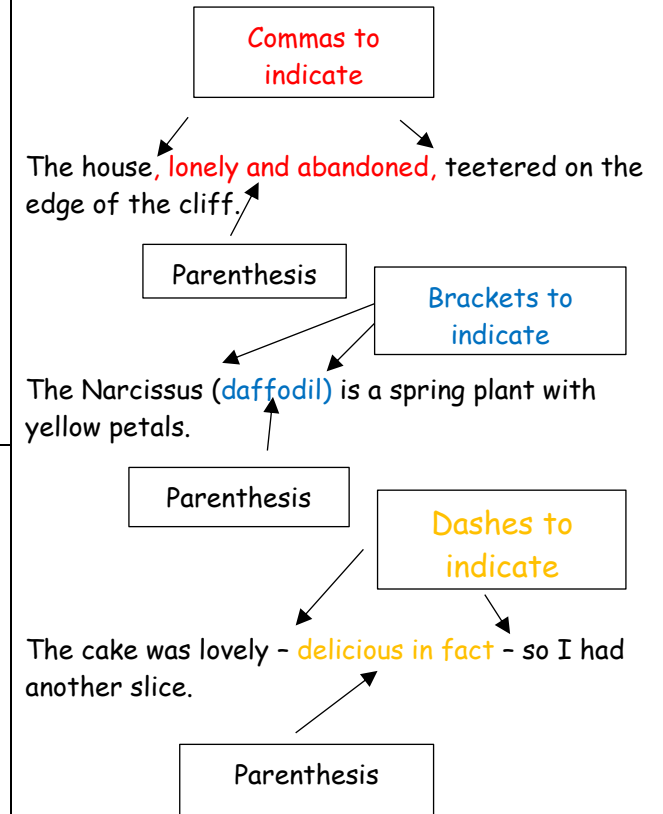 Commas to
indicate
The house, lonely and abandoned, teetered on the
edge of the cliff.
Parenthesis
Brackets to
indicate
The Narcissus (daffodil) is a spring plant with
yellow petals.
Parenthesis
Dashes to
indicate
The cake was lovely – delicious in fact – so I had
another slice.
Parenthesis